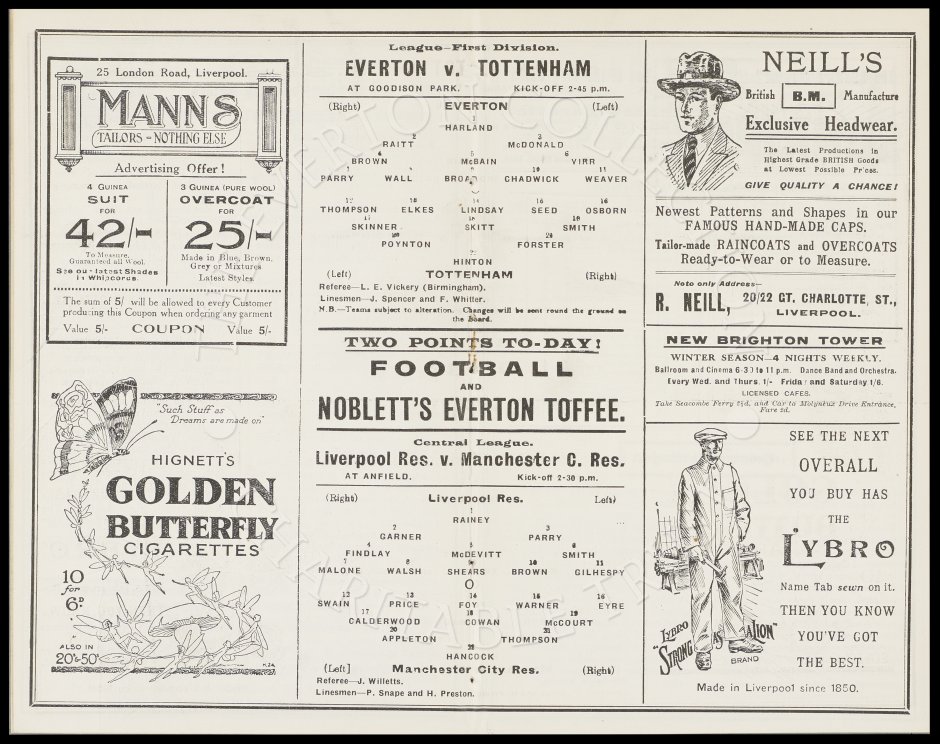 25 London Road, Liverpool.
MANNS
TAILORS - NOTHING ELSE
Advertising Offer!
4 GUINEA
SUIT
FOR
42/-
To Measure,
Guaranteed all Wool.
See our latest Shades
in Whipcords.
3 GUINEA (PURE WOOL)
OVERCOAT
FOR
25/-
Made in Blue, Brown,
Grey or Mixtures
Latest Styles.
The sum of 5/- will be allowed to every Customer
producing this Coupon when ordering any garment
Value 5/- COUPON Value 5/-
"Such Stuff as
Dreams are made on"
HIGNETT'S
GOLDEN
BUTTERFLY
CIGARETTES
10
for
6D
ALSO IN
20's & 50's
League—First Division.
EVERTON v. TOTTENHAM
AT GOODISON PARK. KICK-OFF 2-45 p.m.
(Right) EVERTON (Left)
1
HARLAND
2 3
RAITT McDONALD
4 5 6
BROWN McBAIN VIRR
7 8 9 10 11
PARRY WALL BROAD CHADWICK WEAVER
12 13 14 15 16
THOMPSON ELKES LINDSAY SEED OSBORN
17 18 19
SKINNER SKITT SMITH
20 21
POYNTON FORSTER
HINTON
(Left) TOTTENHAM (Right)
Referee—L. E. Vickery (Birmingham).
Linesmen—J. Spencer and F. Whitter.
N.B.—Teams subject to alteration. Changes will be sent round the ground on
the Board.
TWO POINTS TO-DAY!
FOOTBALL
AND
NOBLETT'S EVERTON TOFFEE.
Central League.
Liverpool Res. v. Manchester C. Res.
AT ANFIELD. Kick-off 2-30 p.m.
(Right) Liverpool Res. Left)
1
RAINEY
2 3
GARNER PARRY
4 5 6
FINDLAY McDEVITT SMITH
7 8 9 10 11
MALONE WALSH SHEARS BROWN GILHESPY
O
12 13 14 15 16
SWAIN PRICE FOY WARNER EYRE
17 18 19
CALDERWOOD COWAN McCOURT
20 21
APPLETON THOMPSON
22
HANCOCK
(Left] Manchester City Res. (Right)
Referee—J. Willetts.
Linesmen—P. Snape and H. Preston.
NEILL'S
British B.M. Manufacture
Exclusive Headwear.
The Latest Productions in
Highest Grade BRITISH Goods
at Lowest Possible Prices.
GIVE QUALITY A CHANCE!
Newest Patterns and Shapes in our
FAMOUS HAND-MADE CAPS.
Tailor-made RAINCOATS and OVERCOATS
Ready-to-Wear or to Measure.
Note only Address—
R. NEILL, 20/22 GT. CHARLOTTE ST.,
LIVERPOOL.
NEW BRIGHTON TOWER
WINTER SEASON—4 NIGHTS WEEKLY.
Ballroom and Cinema 6-30 to 11 p.m. Dance Band and Orchestra.
Every Wed. and Thurs. 1/- Friday and Saturday 1/6.
LICENSED CAFES.
Take Seacombe Ferry and Car to Molyneux Drive Entrance,
Fare 2d.
SEE THE NEXT
OVERALL
YOU BUY HAS
THE
LYBRO
Name Tab sewn on it.
THEN YOU KNOW
YOU'VE GOT
THE BEST.
LYBRO
"STRONG AS A LION"
BRAND
Made in Liverpool since 1850.